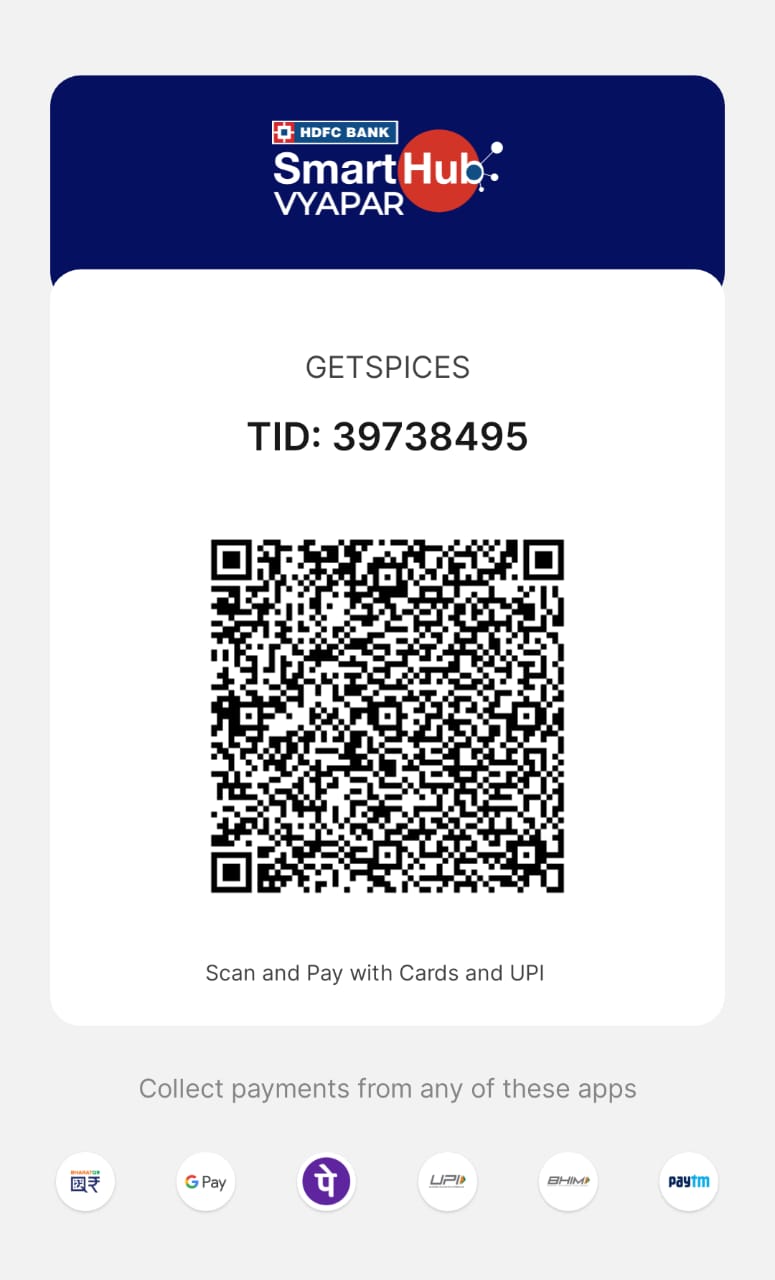 HDFC BANK
SmartHub
VYAPAR
GETSPICES
TID: 39738495
Scan and Pay with Cards and UPI
Collect payments from any of these apps
BHARATQR
G Pay
पे
UPI
BHIM
paytm